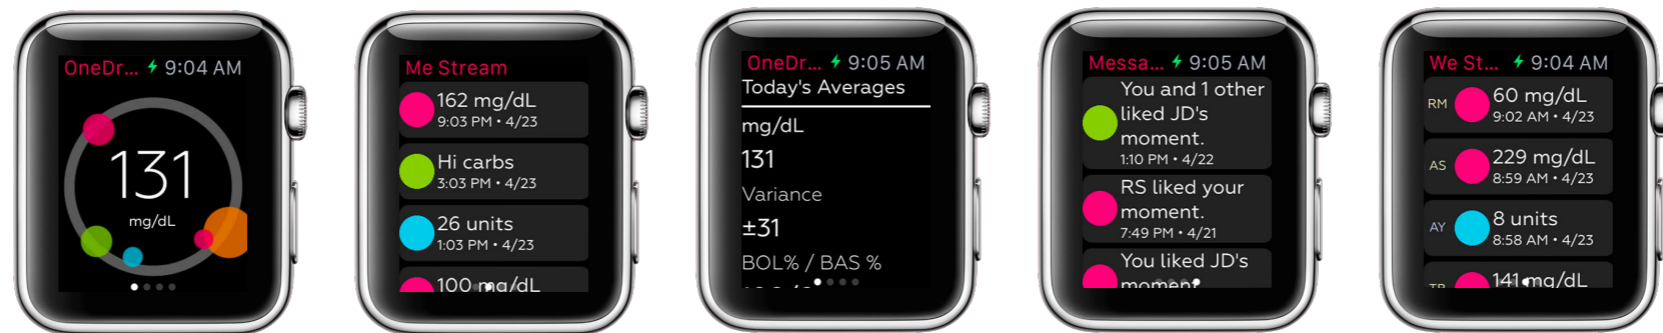 OneDr... 9:04 AM
131
mg/dL
Me Stream
162 mg/dL
9:03 PM • 4/23
Hi carbs
3:03 PM • 4/23
26 units
1:03 PM • 4/23
100 mg/dL
OneDr... 9:05 AM
Today's Averages
mg/dL
131
Variance
±31
BOL% / BAS %
Messa... 9:05 AM
You and 1 other
liked JD's
moment.
1:10 PM • 4/22
RS liked your
moment.
7:49 PM • 4/21
You liked JD's
moment
We St... 9:04 AM
RM
60 mg/dL
9:02 AM • 4/23
AS
229 mg/dL
8:59 AM • 4/23
AY
8 units
8:58 AM • 4/23
141 mg/dL